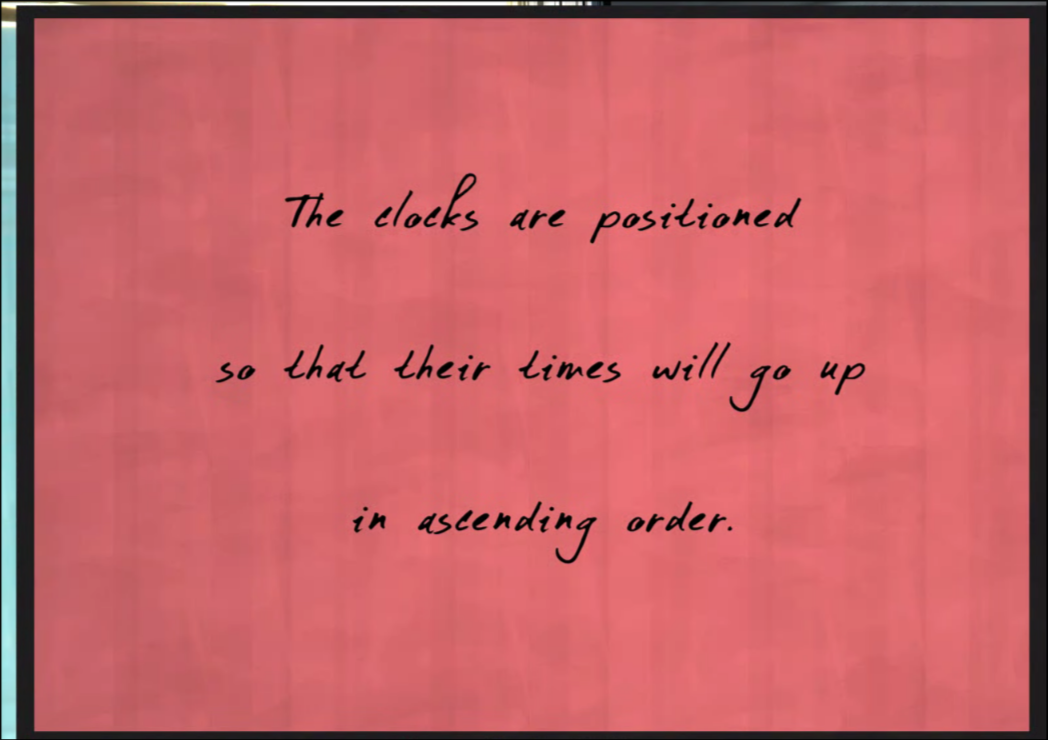 The clocks are positioned
so that their times will go up
in ascending order.